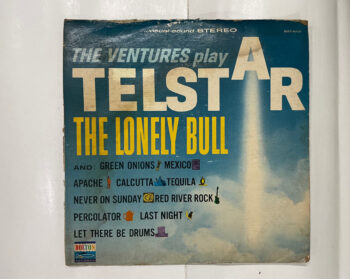 visual sound STEREO
THE VENTURES play
TELSTAR
THE LONELY BULL
AND: GREEN ONIONS MEXICO
APACHE CALCUTTA TEQUILA
NEVER ON SUNDAY RED RIVER ROCK
PERCOLATOR LAST NIGHT
LET THERE BE DRUMS
DOLTON